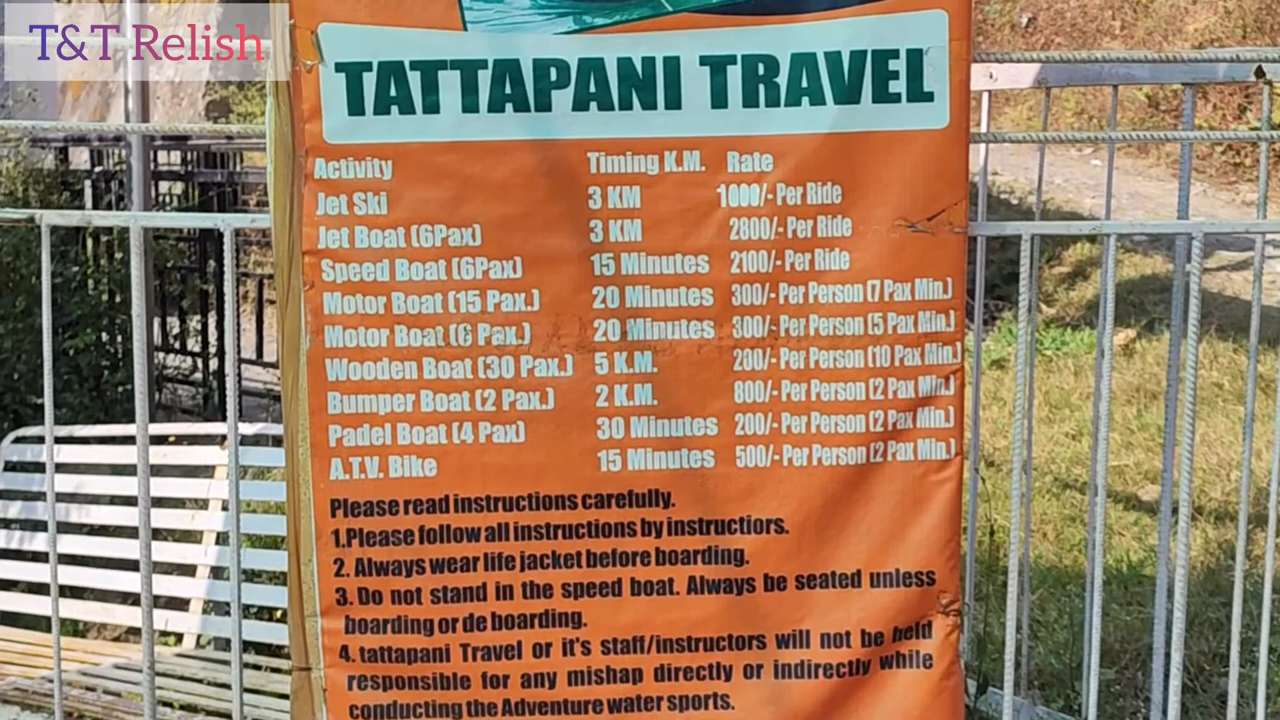 T&T Relish
TATTAPANI TRAVEL
Activity Timing K.M. Rate
Jet Ski 3 KM 1000/- Per Ride
Jet Boat (6Pax) 3 KM 2800/- Per Ride
Speed Boat (6Pax) 15 Minutes 2100/- Per Ride
Motor Boat (15 Pax.) 20 Minutes 300/- Per Person (7 Pax Min.)
Motor Boat (6 Pax.) 20 Minutes 300/- Per Person (5 Pax Min.)
Wooden Boat (30 Pax.) 5 K.M. 200/- Per Person (10 Pax Min.)
Bumper Boat (2 Pax.) 2 K.M. 800/- Per Person (2 Pax Min.)
Padel Boat (4 Pax) 30 Minutes 200/- Per Person (2 Pax Min.)
A.T.V. Bike 15 Minutes 500/- Per Person (2 Pax Min.)
Please read instructions carefully.
1.Please follow all instructions by instructiors.
2. Always wear life jacket before boarding.
3. Do not stand in the speed boat. Always be seated unless
boarding or de boarding.
4. tattapani Travel or it's staff/instructors will not be held
responsible for any mishap directly or indirectly while
conducting the Adventure water sports.